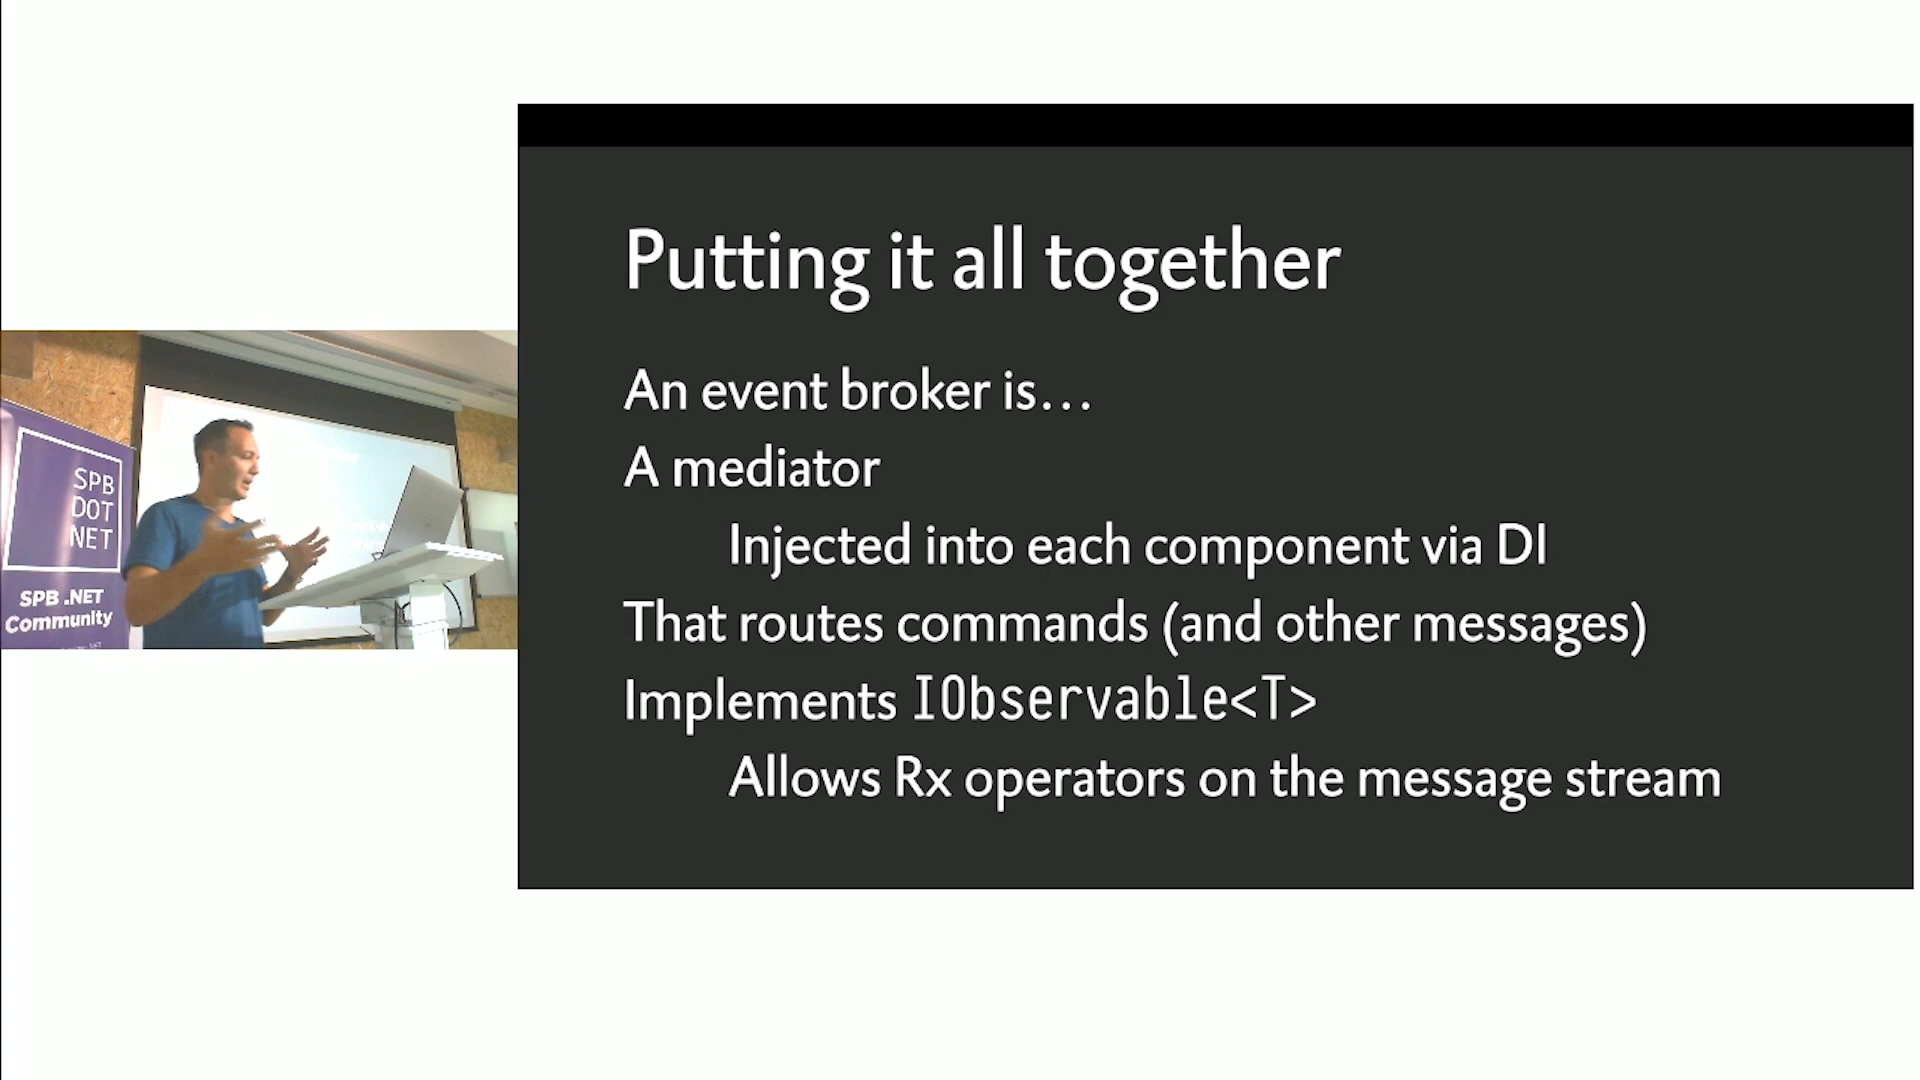 Putting it all together
An event broker is...
A mediator
Injected into each component via DI
That routes commands (and other messages)
Implements IObservable<T>
Allows Rx operators on the message stream
SPB
DOT
NET
SPB .NET
Community